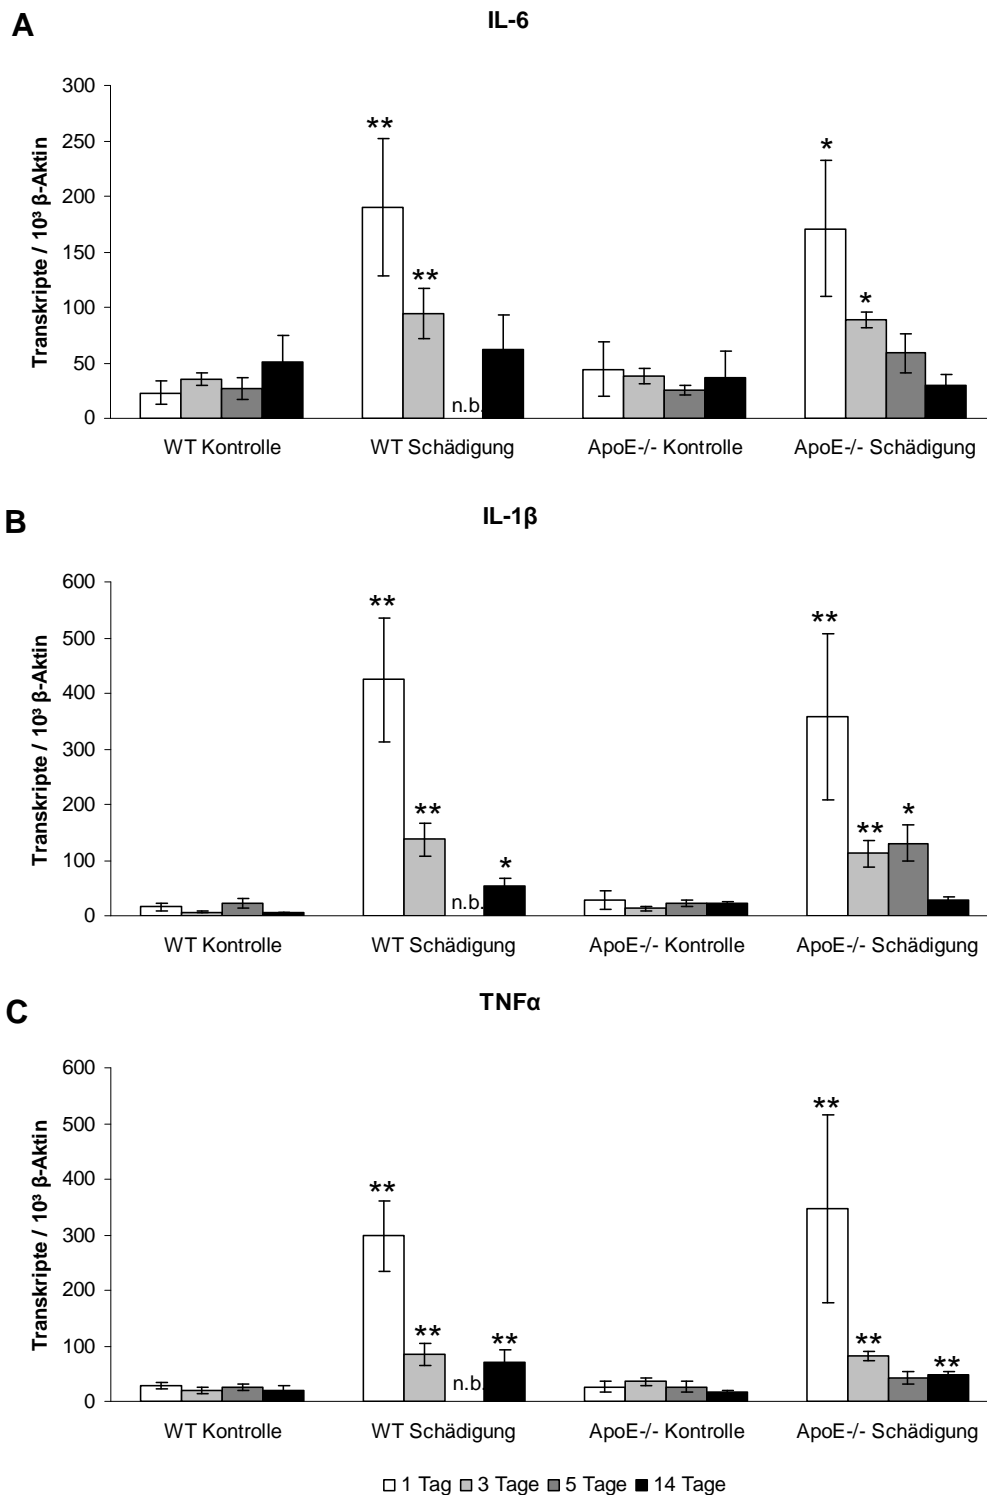 A
IL-6
Transkripte / 10³ β-Aktin
300
250
200
150
100
50
0
**
**
n.b.
*
*
WT Kontrolle WT Schädigung ApoE-/- Kontrolle ApoE-/- Schädigung
B
IL-1β
Transkripte / 10³ β-Aktin
600
500
400
300
200
100
0
**
**
n.b.
*
**
**
*
WT Kontrolle WT Schädigung ApoE-/- Kontrolle ApoE-/- Schädigung
C
TNFα
Transkripte / 10³ β-Aktin
600
500
400
300
200
100
0
**
**
n.b.
**
**
**
**
WT Kontrolle WT Schädigung ApoE-/- Kontrolle ApoE-/- Schädigung
1 Tag 3 Tage 5 Tage 14 Tage